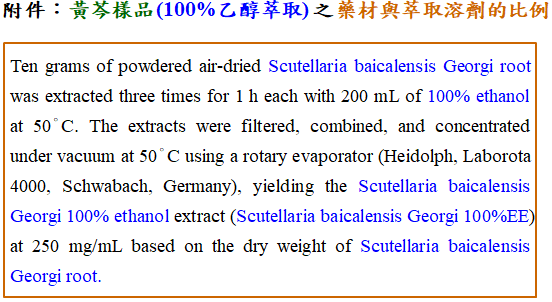 附件：黃芩樣品(100%乙醇萃取)之藥材與萃取溶劑的比例
Ten grams of powdered air-dried Scutellaria baicalensis Georgi root
was extracted three times for 1 h each with 200 mL of 100% ethanol
at 50°C. The extracts were filtered, combined, and concentrated
under vacuum at 50°C using a rotary evaporator (Heidolph, Laborota
4000, Schwabach, Germany), yielding the Scutellaria baicalensis
Georgi 100% ethanol extract (Scutellaria baicalensis Georgi 100%EE)
at 250 mg/mL based on the dry weight of Scutellaria baicalensis
Georgi root.